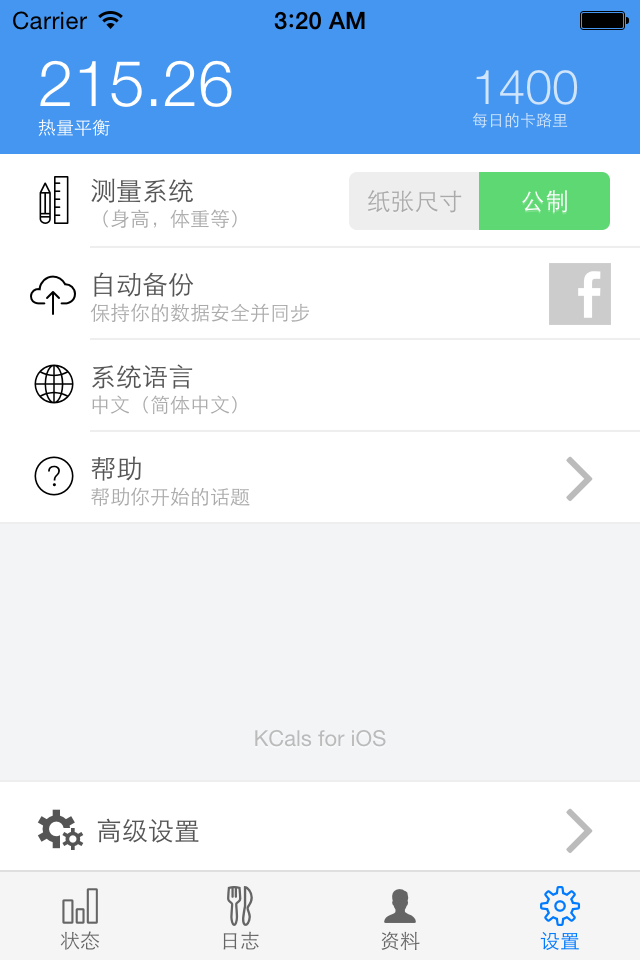 Carrier 3:20 AM
215.26 1400
热量平衡 每日的卡路里
测量系统
（身高，体重等）
纸张尺寸 公制
自动备份
保持你的数据安全并同步
f
系统语言
中文（简体中文）
?
帮助
帮助你开始的话题
KCals for iOS
高级设置
状态 日志 资料 设置